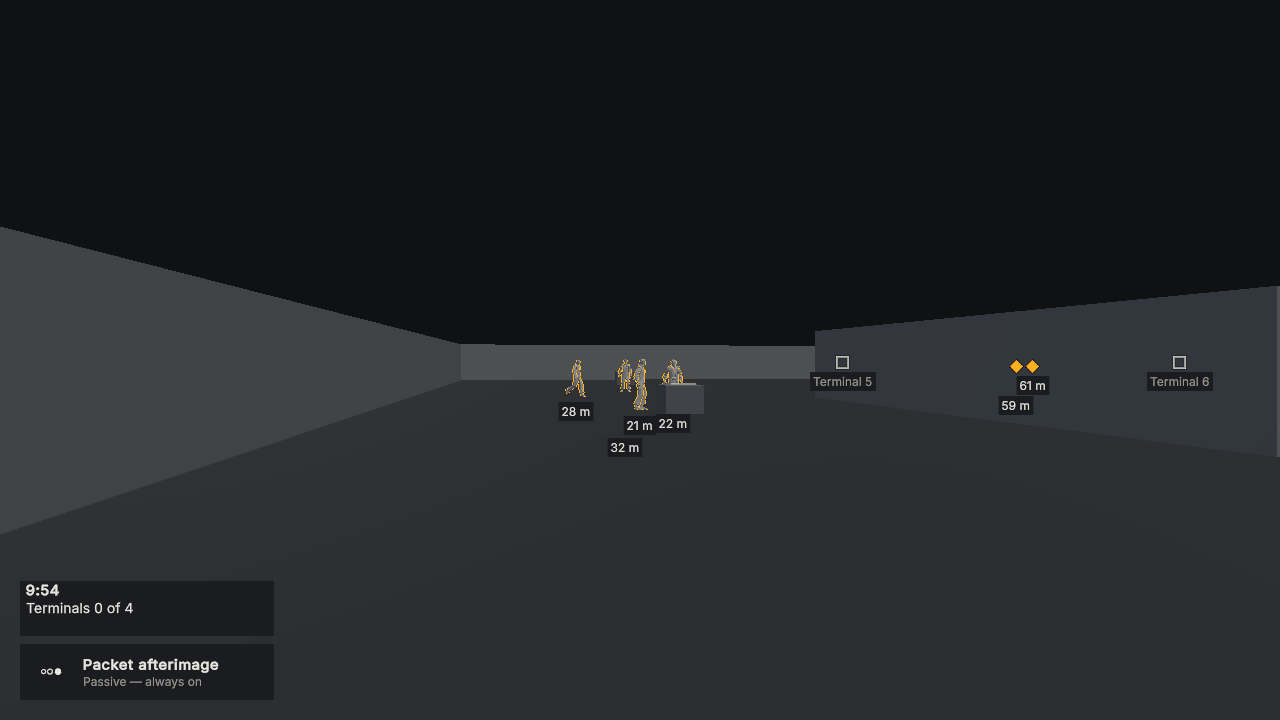 Terminal 5
Terminal 6
61 m
59 m
28 m
21 m
22 m
32 m
9:54
Terminals 0 of 4
Packet afterimage
Passive — always on